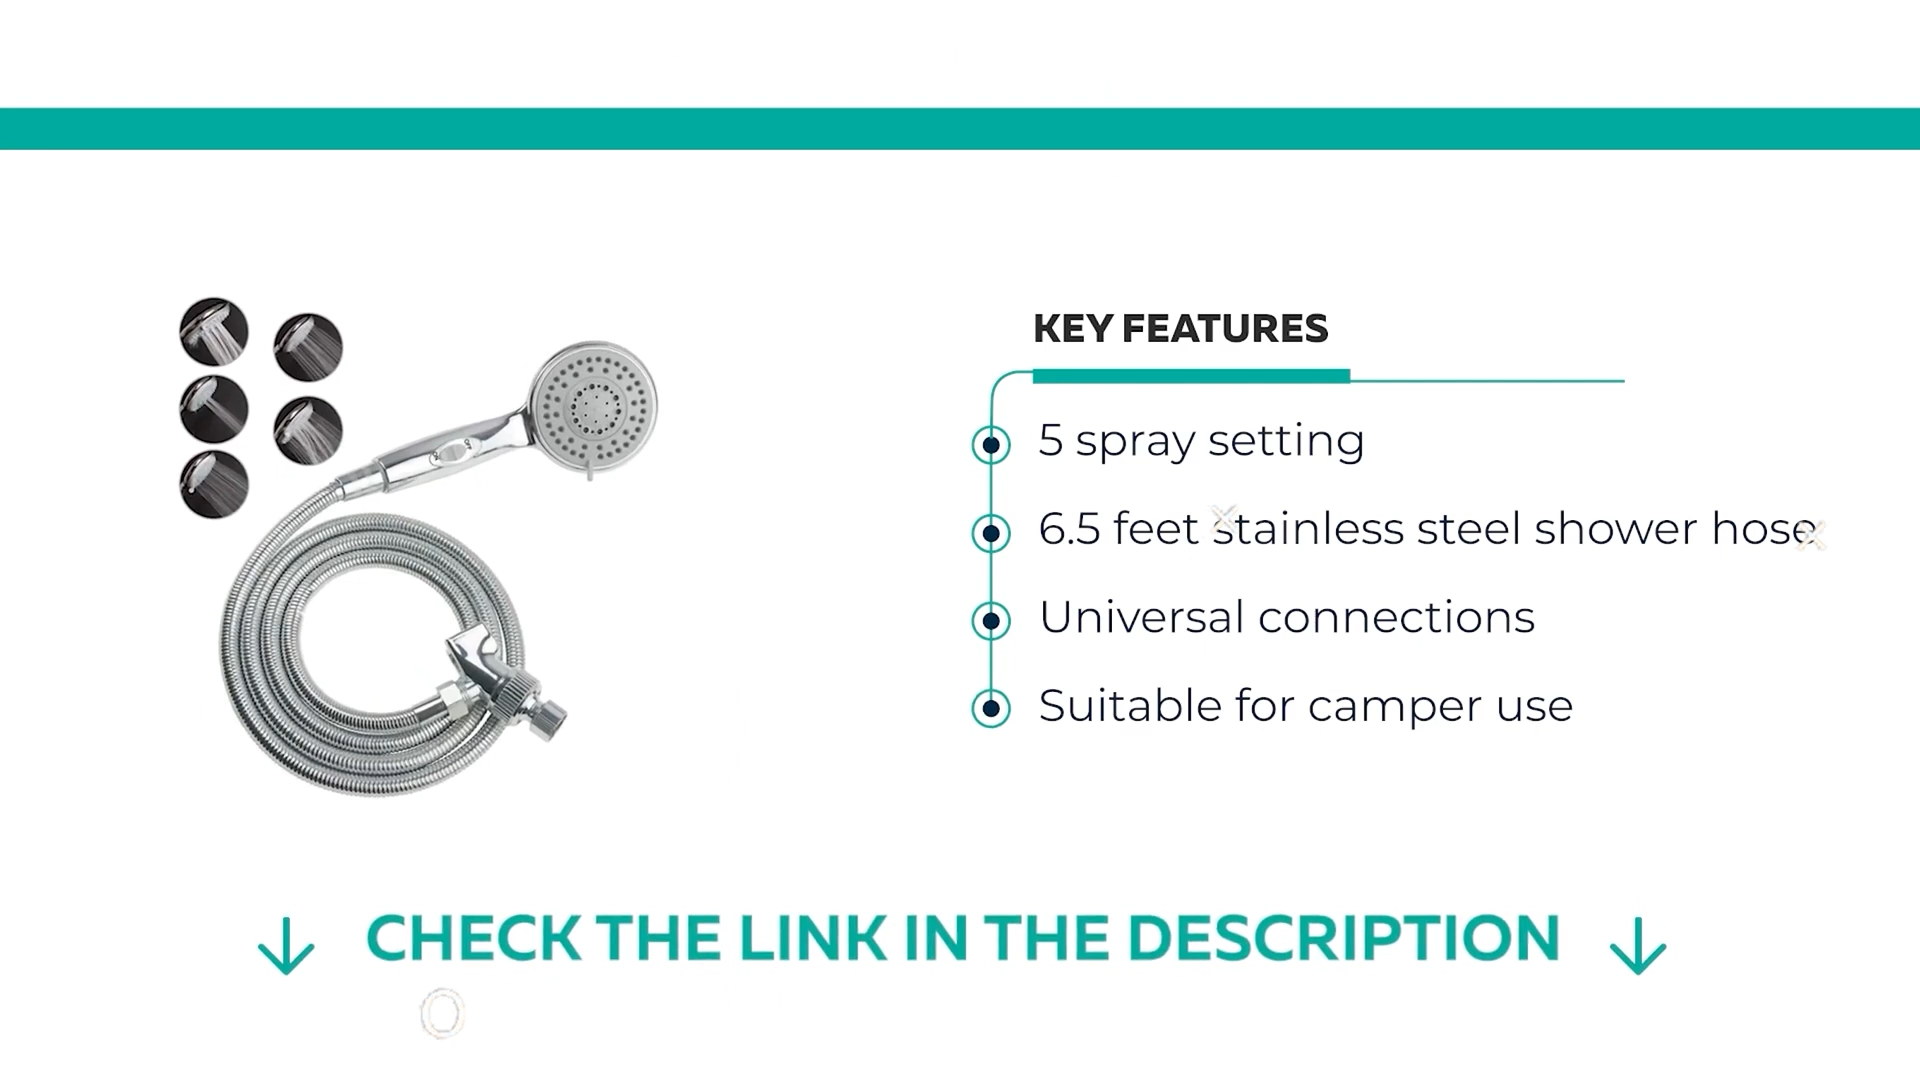 KEY FEATURES
5 spray setting
6.5 feet stainless steel shower hose
Universal connections
Suitable for camper use
CHECK THE LINK IN THE DESCRIPTION